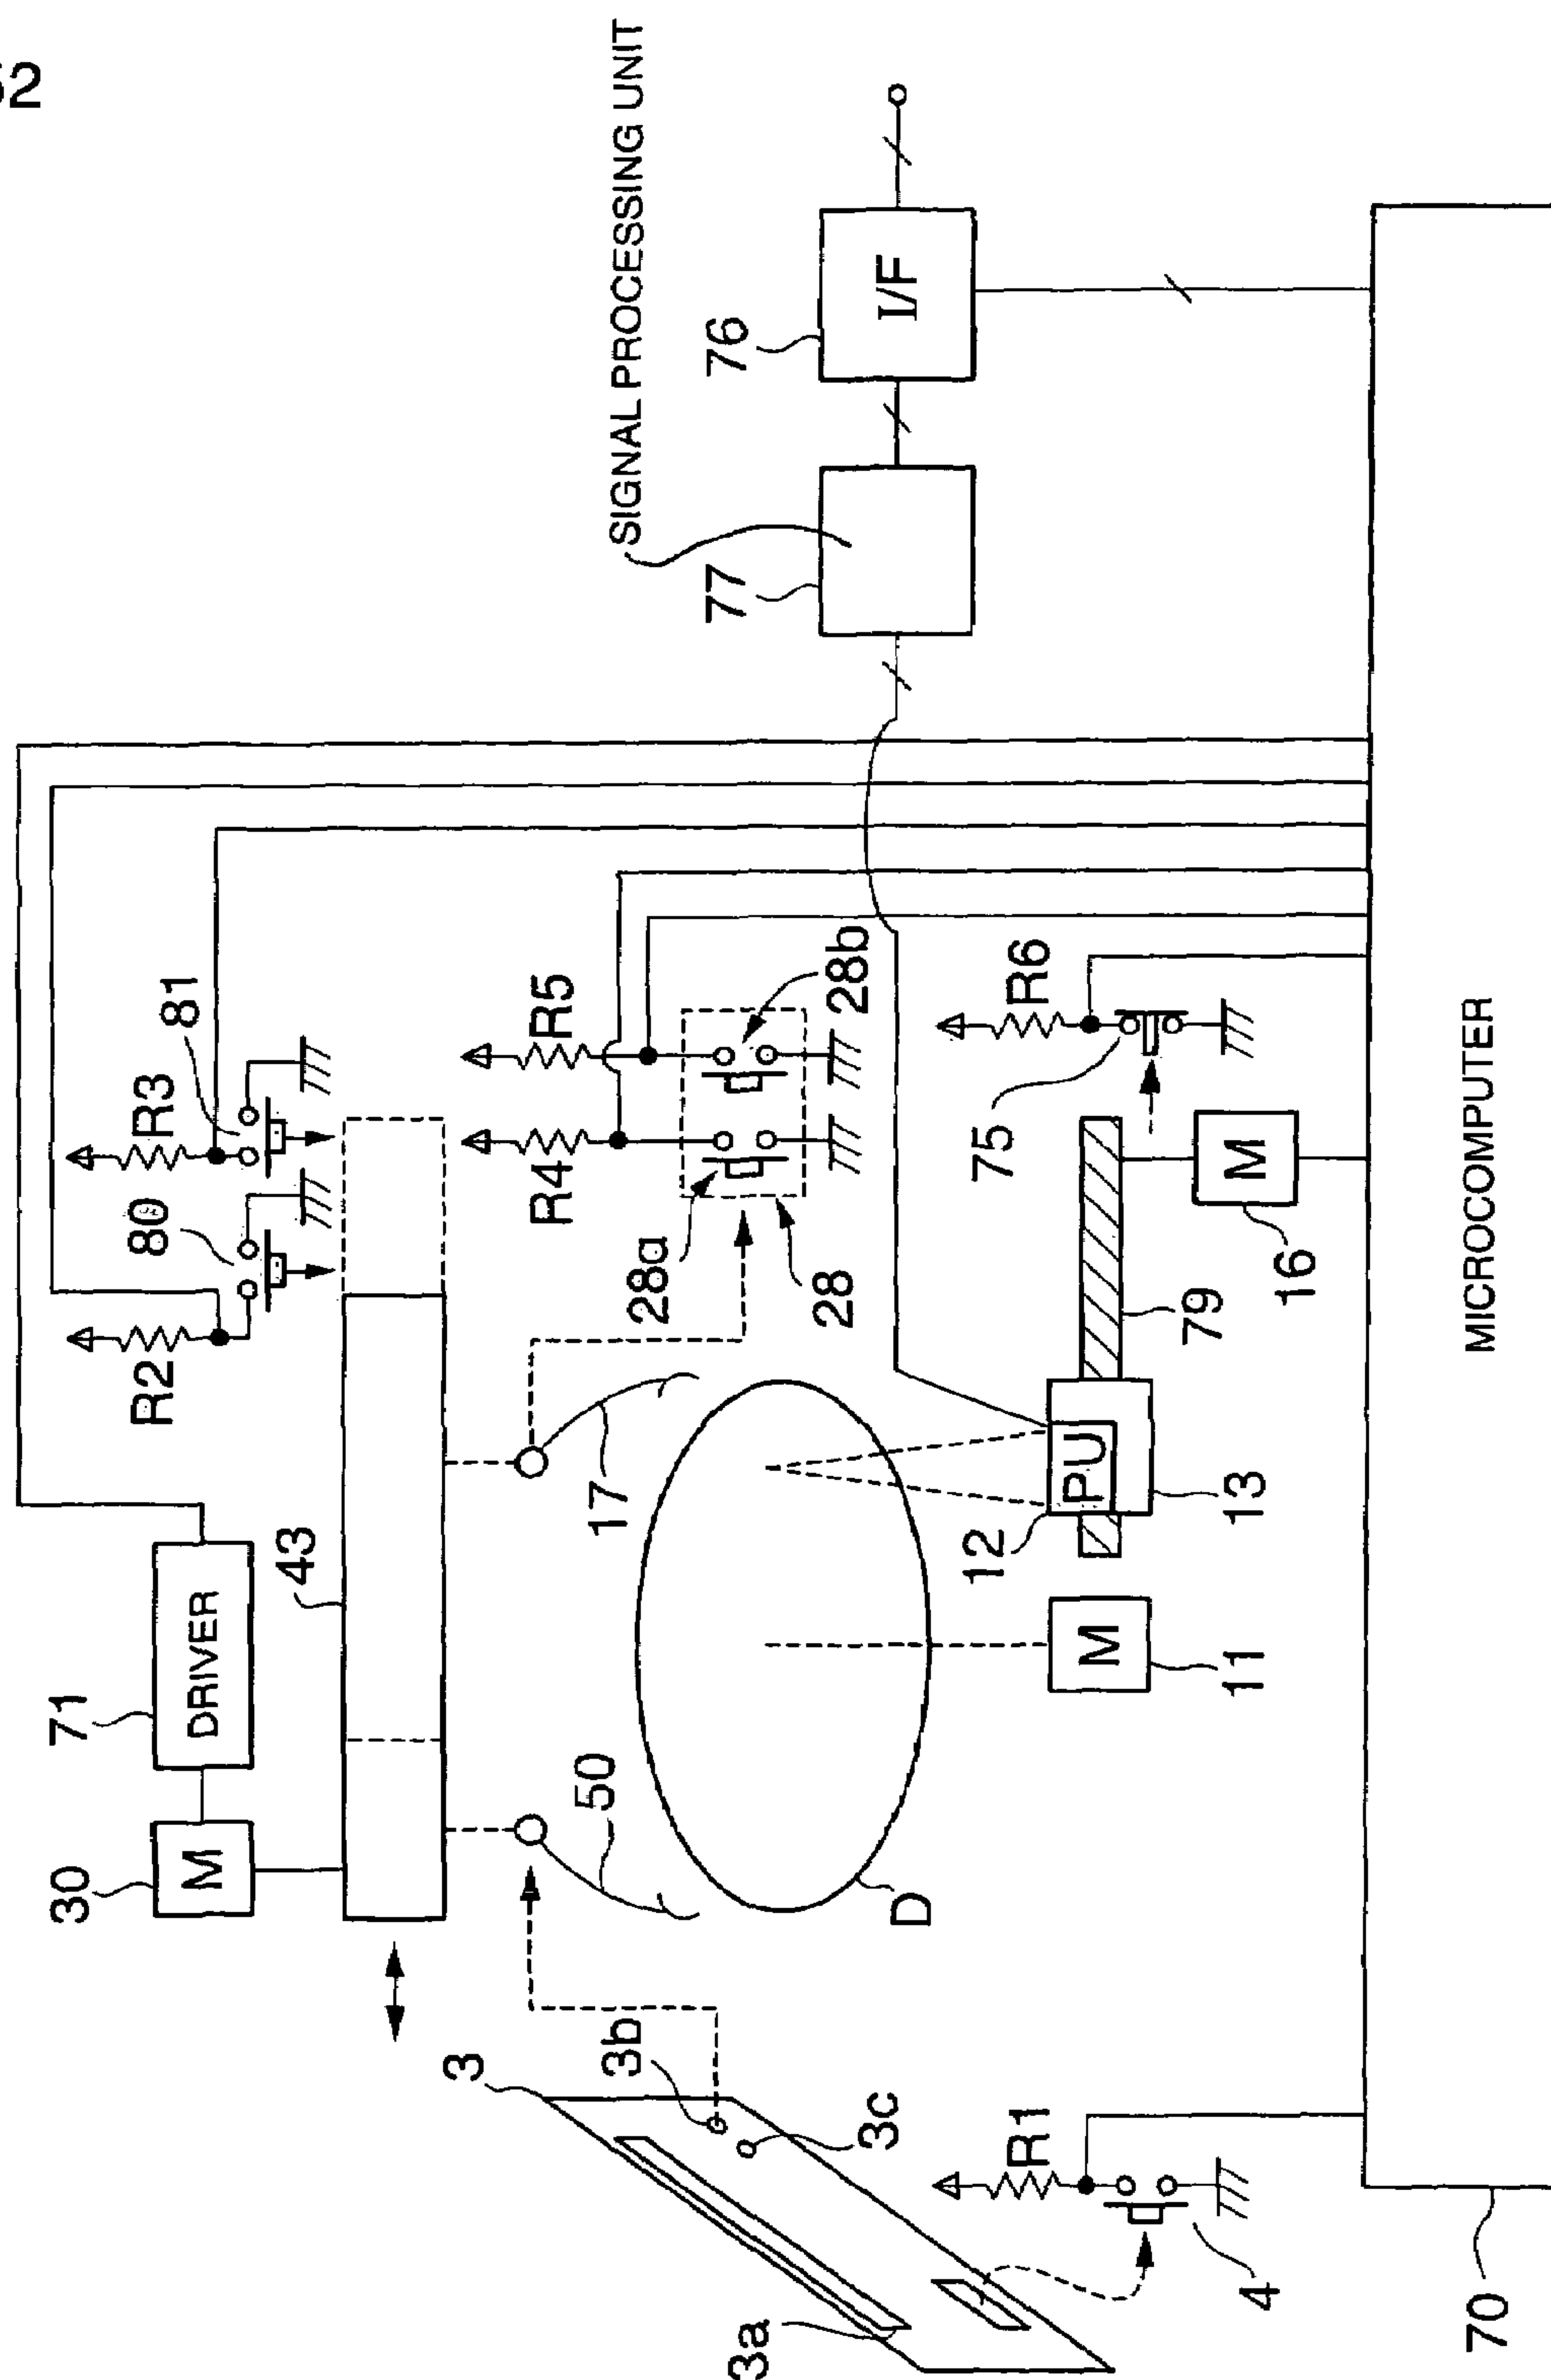 52
30
71
R2
80
R3
81
M
DRIVER
43
3
50
17
R4
R5
SIGNAL PROCESSING UNIT
3b
28a
3a
77
76
28
28b
3c
D
I/F
12
75
R1
R6
M
PU
M
4
11
13
79
16
70
MICROCOMPUTER